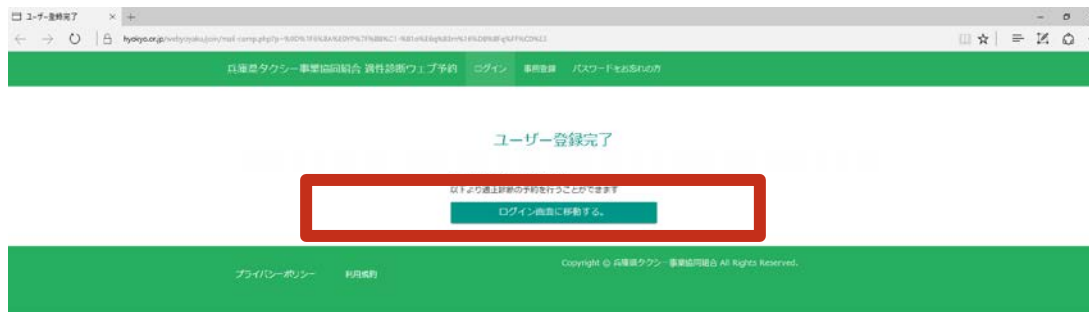 ユーザー登録完了
hyokyo.or.jp/
兵庫県タクシー事業協同組合 適性診断ウェブ予約 ログイン 事前登録 パスワードをお忘れの方
ユーザー登録完了
以下より適正診断の予約を行うことができます
ログイン画面に移動する。
Copyright © 兵庫県タクシー事業協同組合 All Rights Reserved.
プライバシーポリシー 利用規約